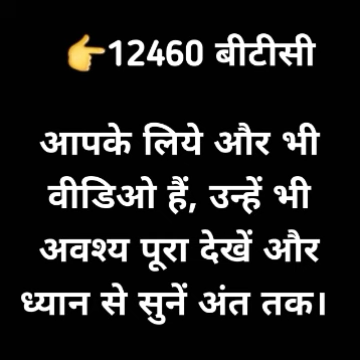 👉12460 बीटीसी
आपके लिये और भी
वीडिओ हैं, उन्हें भी
अवश्य पूरा देखें और
ध्यान से सुनें अंत तक।